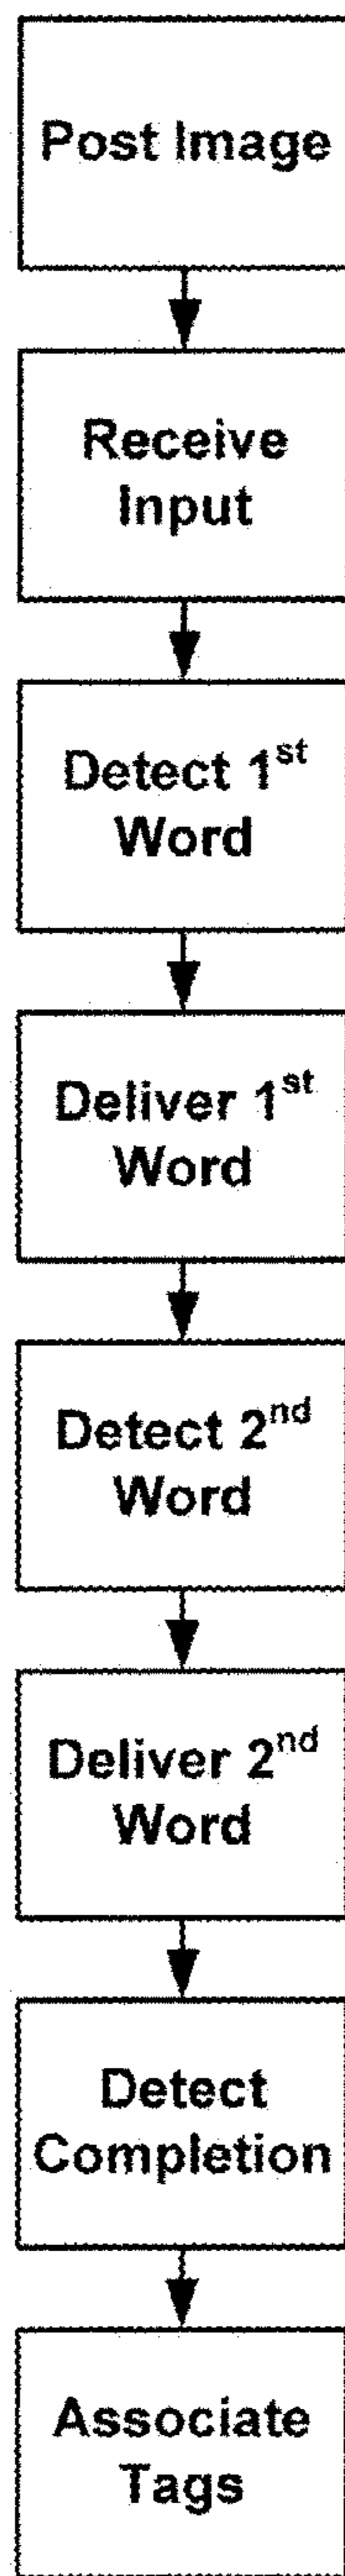 Post Image
Receive
Input
Detect 1st
Word
Deliver 1st
Word
Detect 2nd
Word
Deliver 2nd
Word
Detect
Completion
Associate
Tags